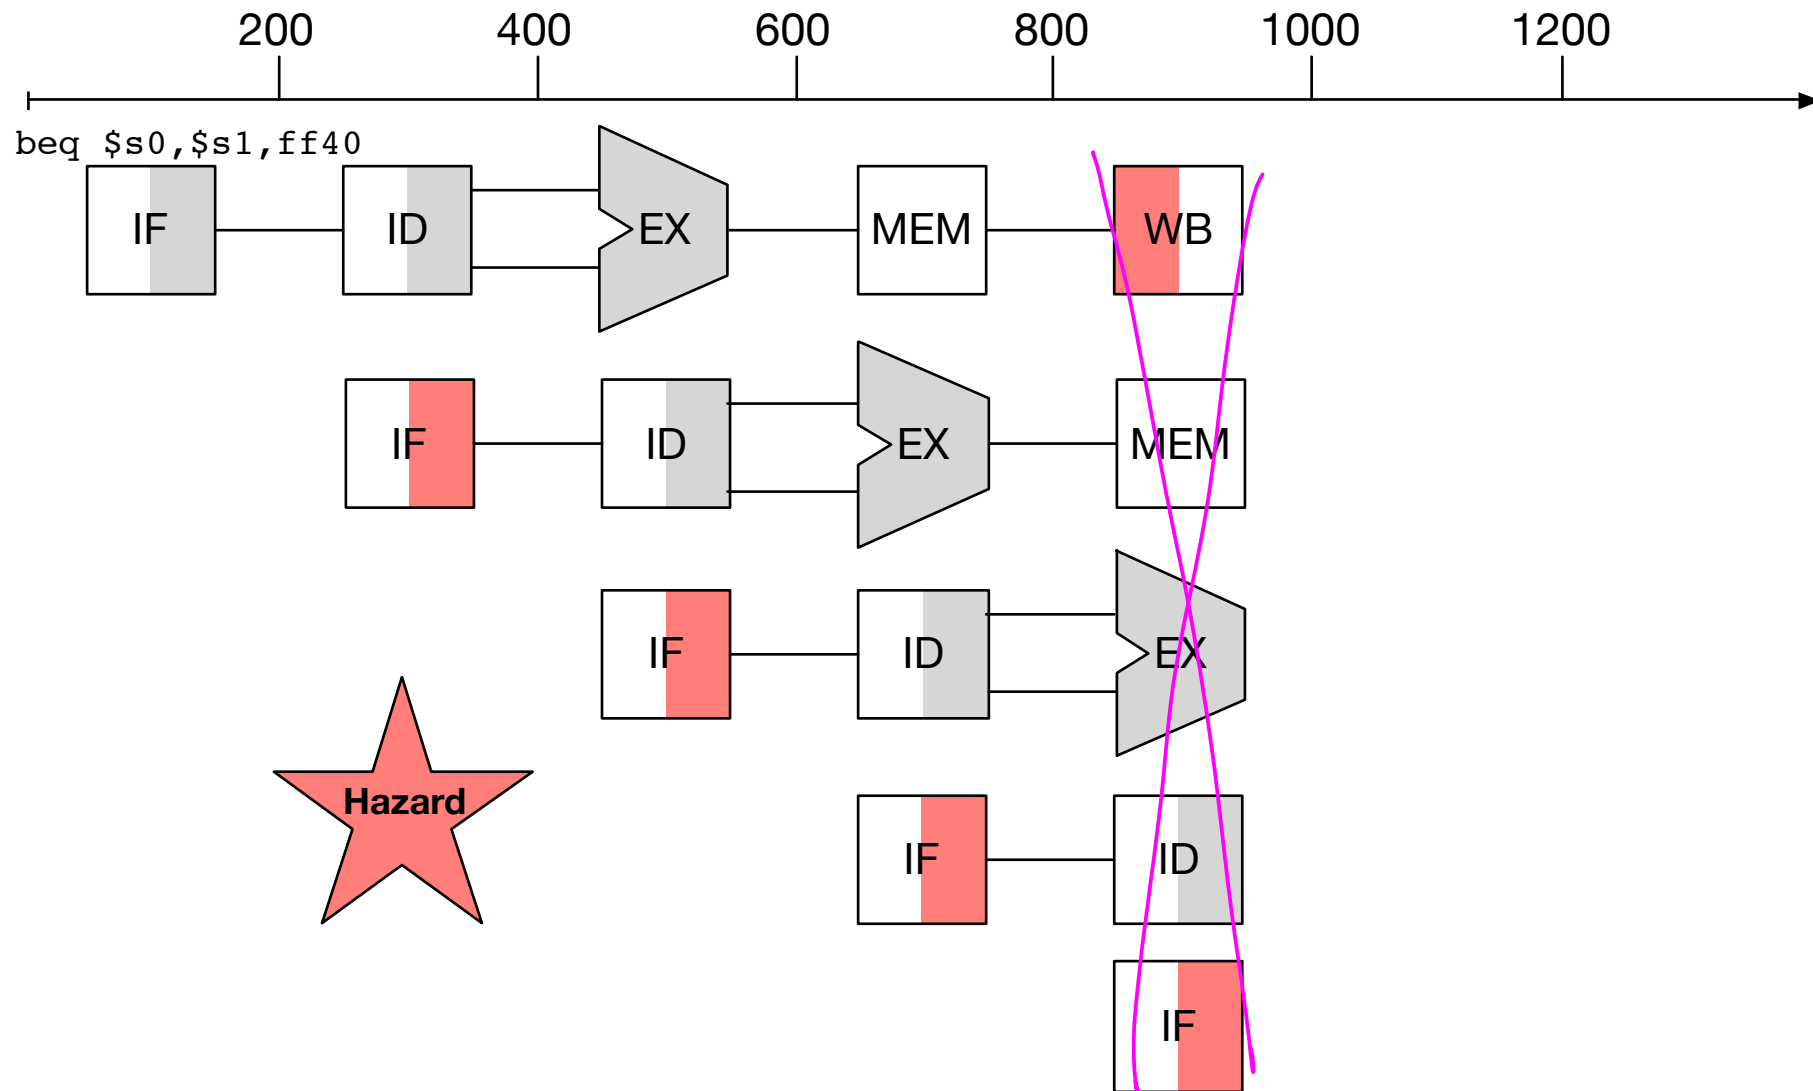 200 400 600 800 1000 1200
beq $s0,$s1,ff40
IF ID EX MEM WB
IF ID EX MEM
IF ID EX
Hazard
IF ID
IF